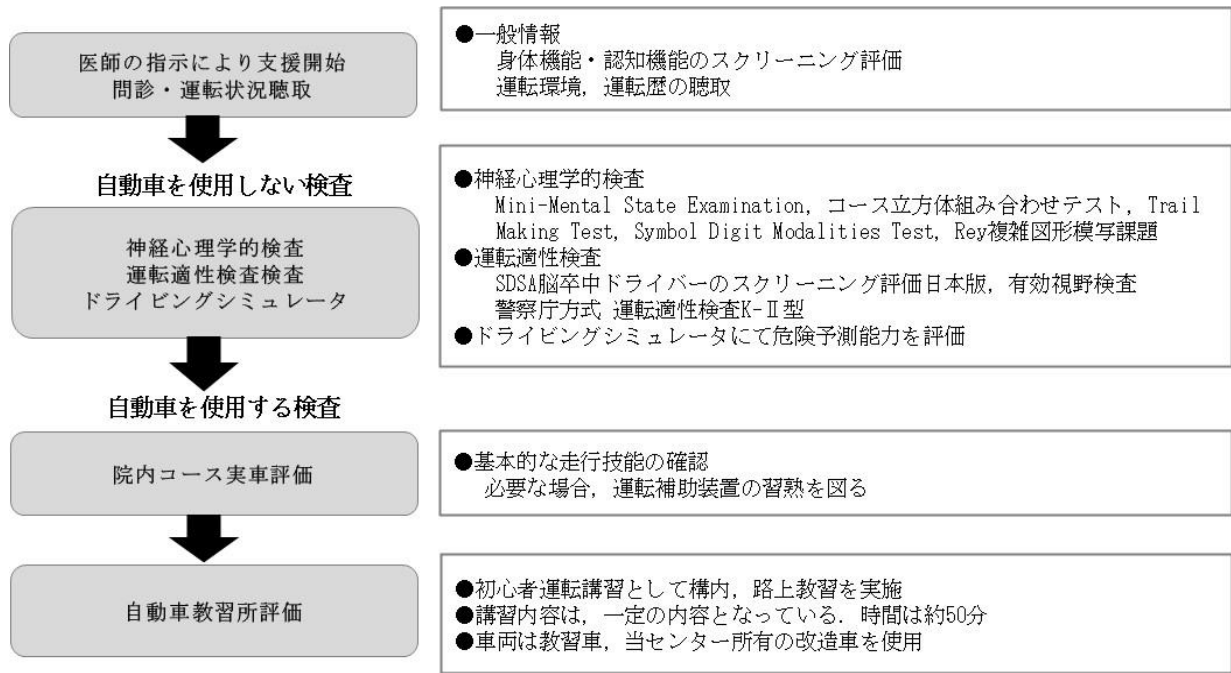 医師の指示により支援開始
問診・運転状況聴取
●一般情報
身体機能・認知機能のスクリーニング評価
運転環境，運転歴の聴取
自動車を使用しない検査
神経心理学的検査
運転適性検査検査
ドライビングシミュレータ
●神経心理学的検査
Mini-Mental State Examination，コース立方体組み合わせテスト，Trail
Making Test，Symbol Digit Modalities Test，Rey複雑図形模写課題
●運転適性検査
SDSA脳卒中ドライバーのスクリーニング評価日本版，有効視野検査
警察庁方式 運転適性検査K-Ⅱ型
●ドライビングシミュレータにて危険予測能力を評価
自動車を使用する検査
院内コース実車評価
●基本的な走行技能の確認
必要な場合，運転補助装置の習熟を図る
自動車教習所評価
●初心者運転講習として構内，路上教習を実施
●講習内容は，一定の内容となっている．時間は約50分
●車両は教習車，当センター所有の改造車を使用